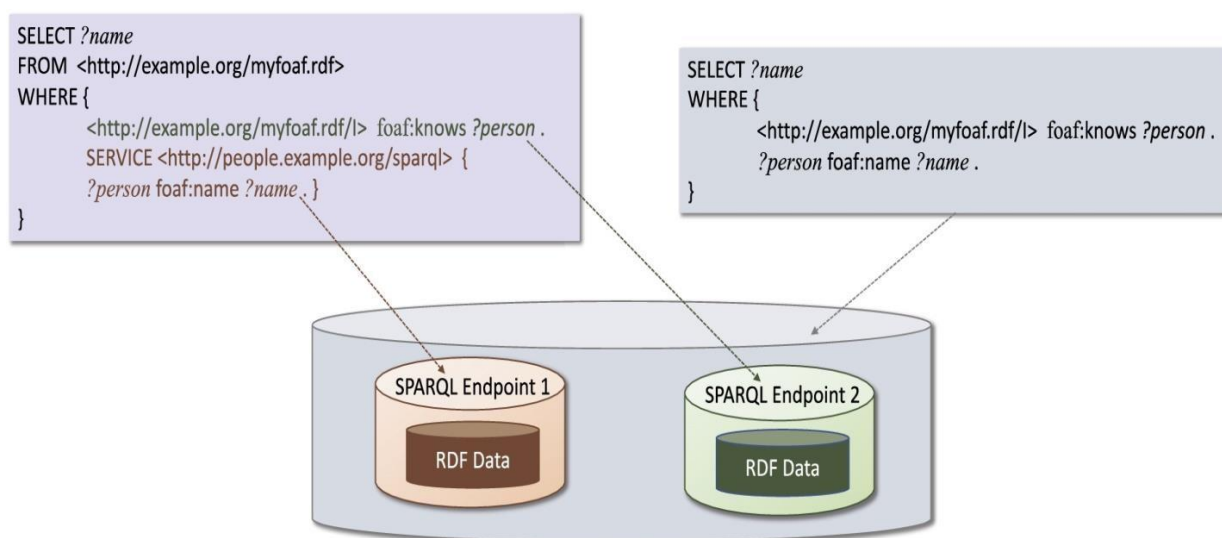 SELECT ?name
FROM <http://example.org/myfoaf.rdf>
WHERE {
<http://example.org/myfoaf.rdf/I> foaf:knows ?person .
SERVICE <http://people.example.org/sparql> {
?person foaf:name ?name . }
}
SELECT ?name
WHERE {
<http://example.org/myfoaf.rdf/I> foaf:knows ?person .
?person foaf:name ?name .
}
SPARQL Endpoint 1
RDF Data
SPARQL Endpoint 2
RDF Data